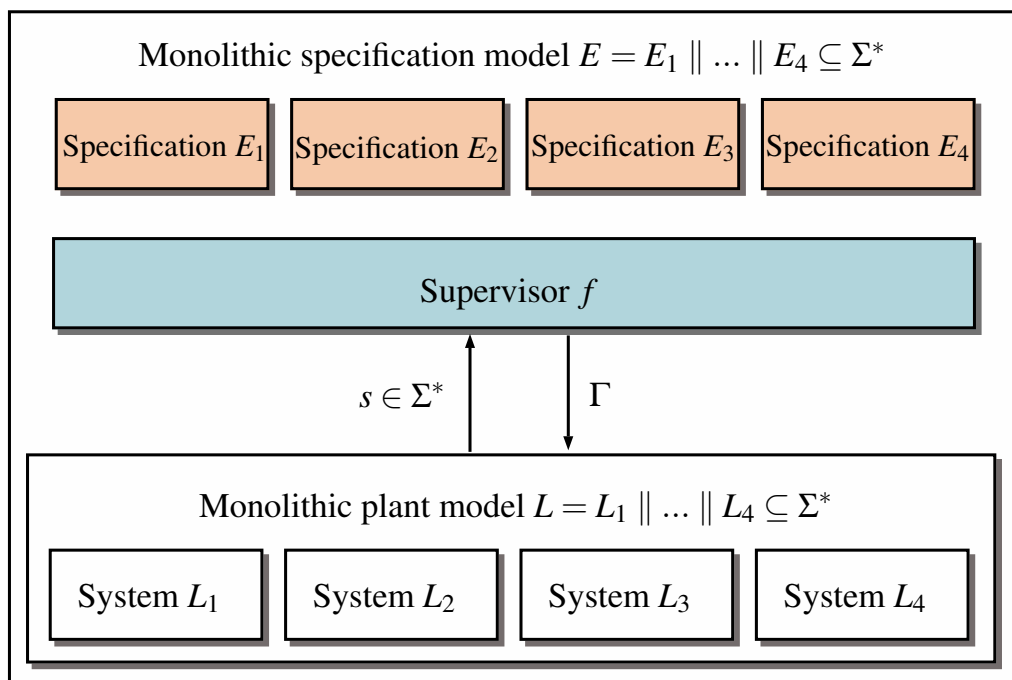 Monolithic specification model E = E₁ ∥ ... ∥ E₄ ⊆ Σ*
Specification E₁ Specification E₂ Specification E₃ Specification E₄
Supervisor f
s ∈ Σ* Γ
Monolithic plant model L = L₁ ∥ ... ∥ L₄ ⊆ Σ*
System L₁ System L₂ System L₃ System L₄